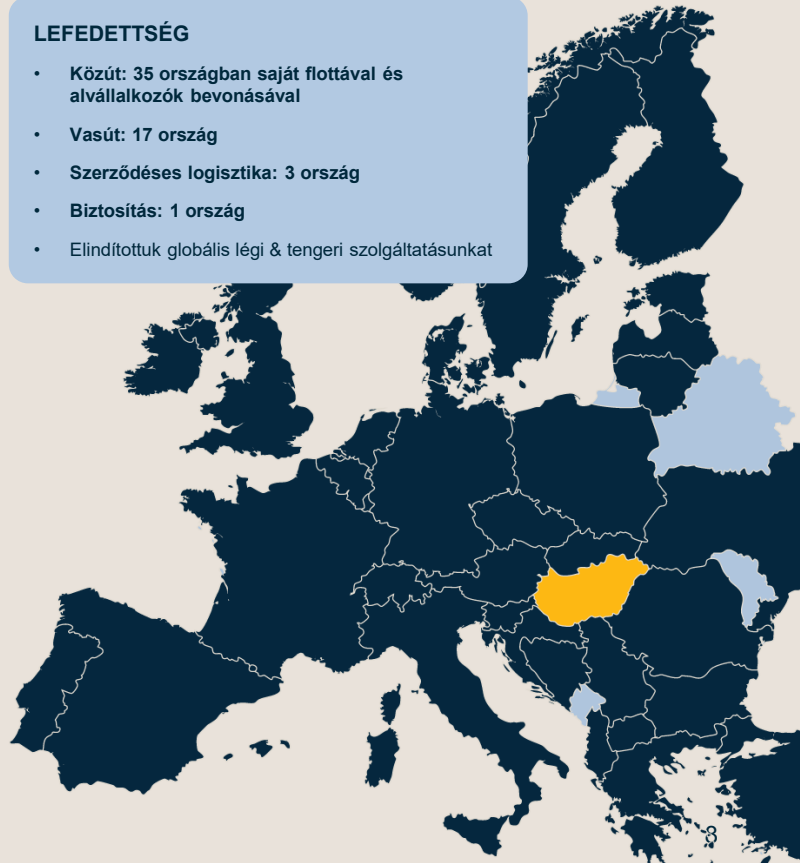 LEFEDETTSÉG
• Közút: 35 országban saját flottával és
alvállalkozók bevonásával
• Vasút: 17 ország
• Szerződéses logisztika: 3 ország
• Biztosítás: 1 ország
• Elindítottuk globális légi & tengeri szolgáltatásunkat
8